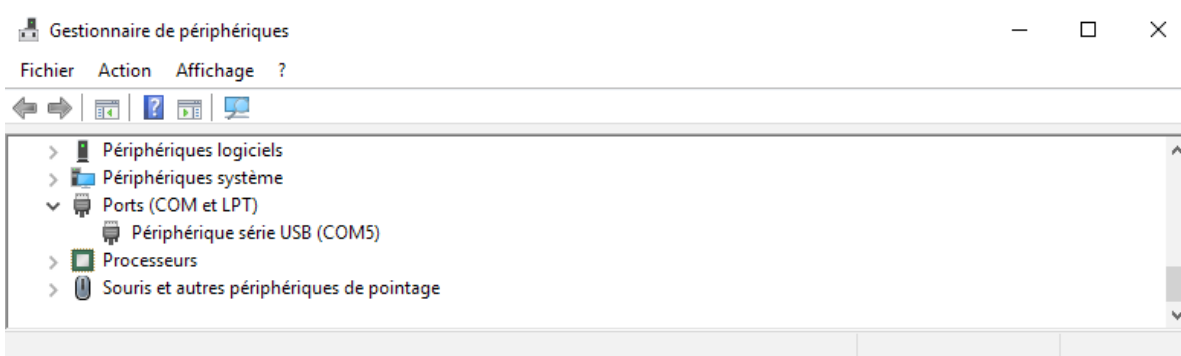 Gestionnaire de périphériques
Fichier Action Affichage ?
Périphériques logiciels
Périphériques système
Ports (COM et LPT)
Périphérique série USB (COM5)
Processeurs
Souris et autres périphériques de pointage